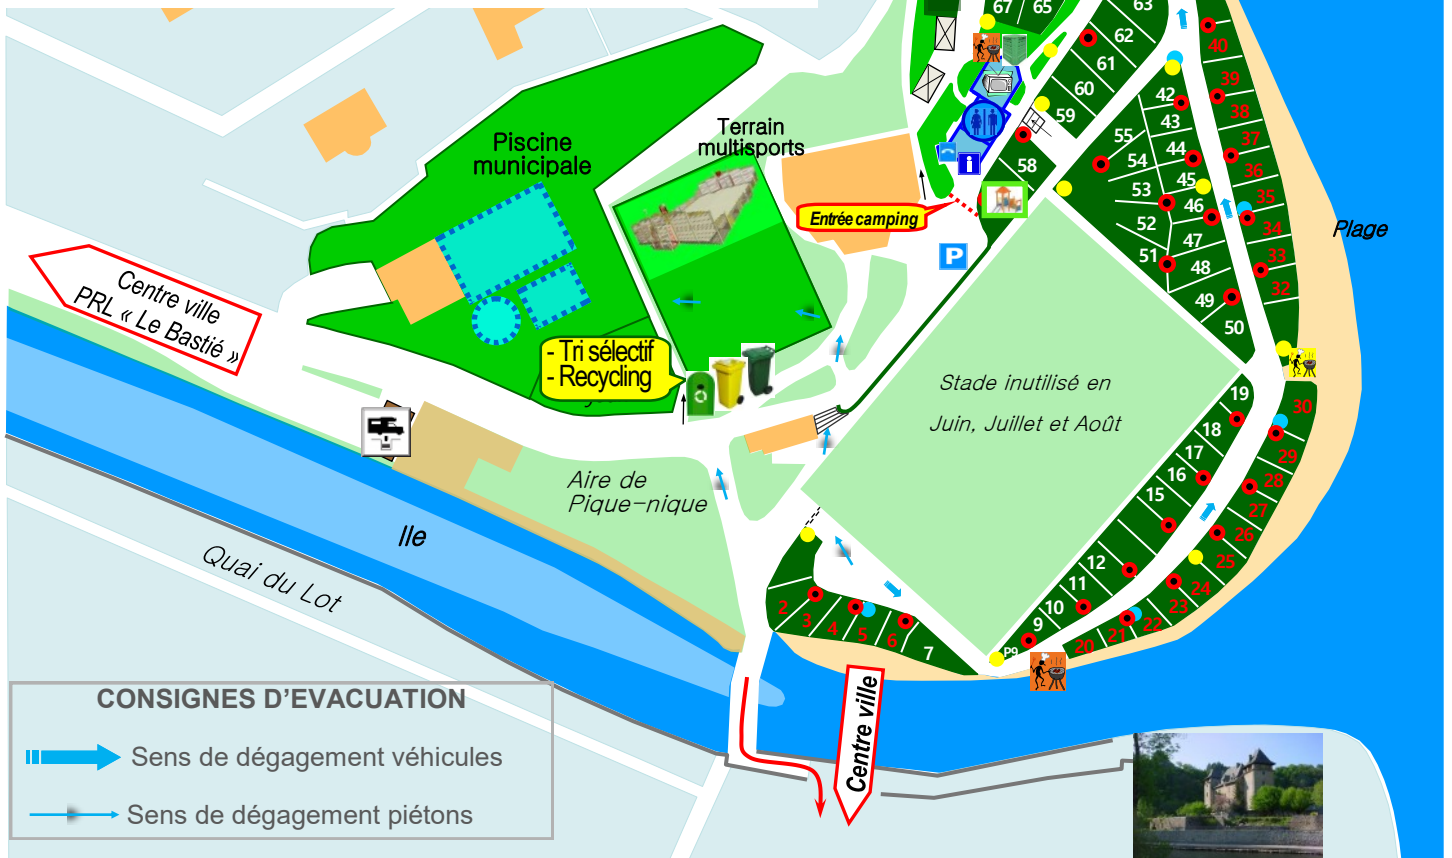 67 65
63
62
61
60
59
58
40
39
38
37
36
35
34
33
32
42
43
44
45
46
47
48
49
50
55
54
53
52
51
Piscine
municipale
Terrain
multisports
Entrée camping
i
P
Plage
Centre ville
PRL « Le Bastié »
- Tri sélectif
- Recycling
Stade inutilisé en
Juin, Juillet et Août
Aire de
Pique-nique
Ile
Quai du Lot
19
18
17
16
15
12
11
10
9
P9
30
29
28
27
26
25
24
23
22
21
20
2
3
4
5
6
7
Centre ville
CONSIGNES D'EVACUATION
Sens de dégagement véhicules
Sens de dégagement piétons